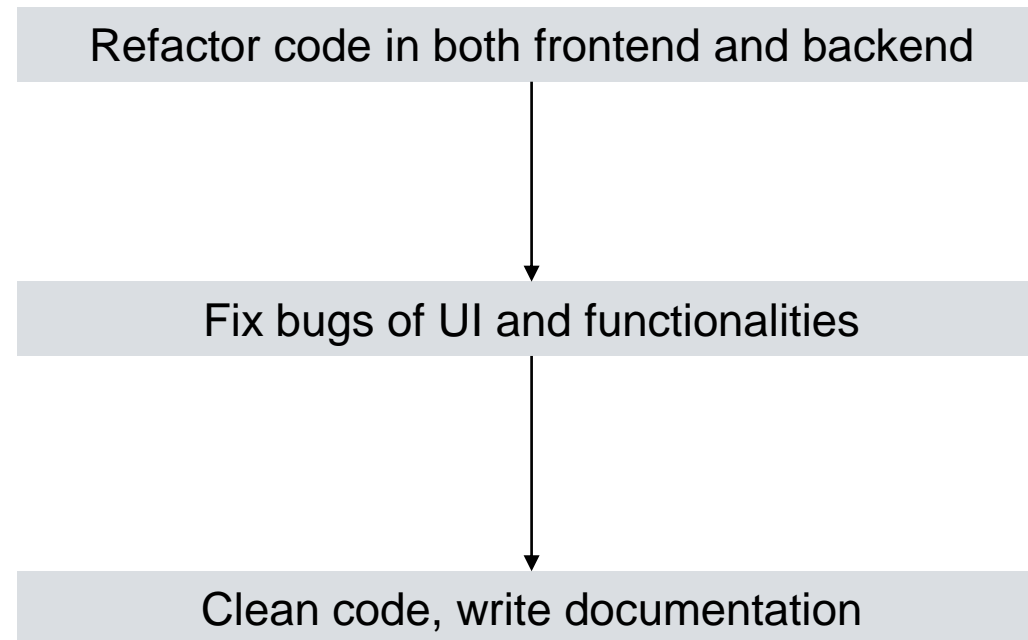 Refactor code in both frontend and backend
Fix bugs of UI and functionalities
Clean code, write documentation